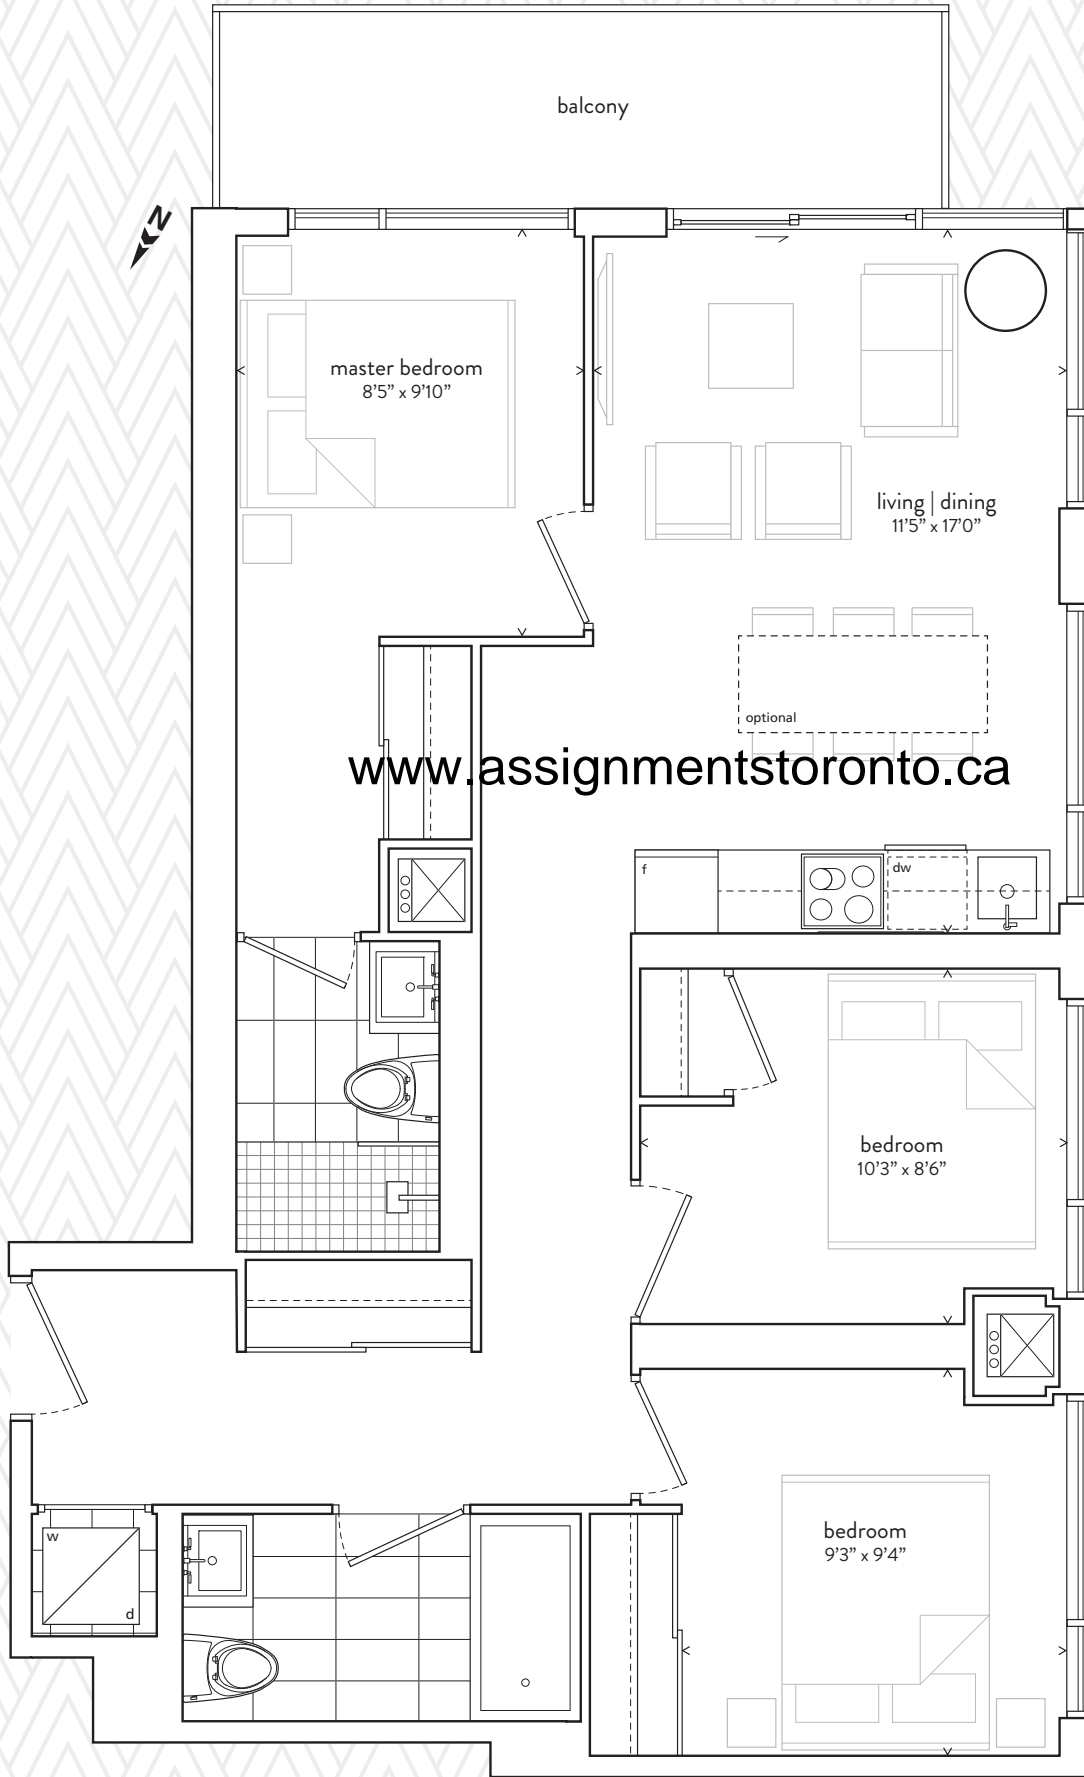 balcony
N
master bedroom
8’5” x 9’10”
living | dining
11’5” x 17’0”
optional
www.assignmentstoronto.ca
f
dw
bedroom
10’3” x 8’6”
bedroom
9’3” x 9’4”
w
d